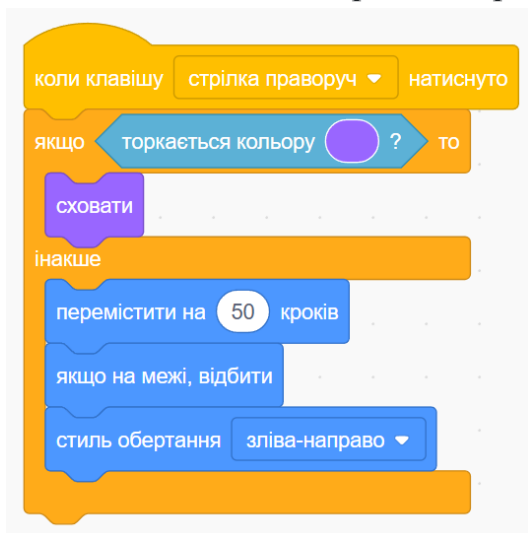 коли клавішу стрілка праворуч натиснуто
якщо торкається кольору ? то
сховати
інакше
перемістити на 50 кроків
якщо на межі, відбити
стиль обертання зліва-направо